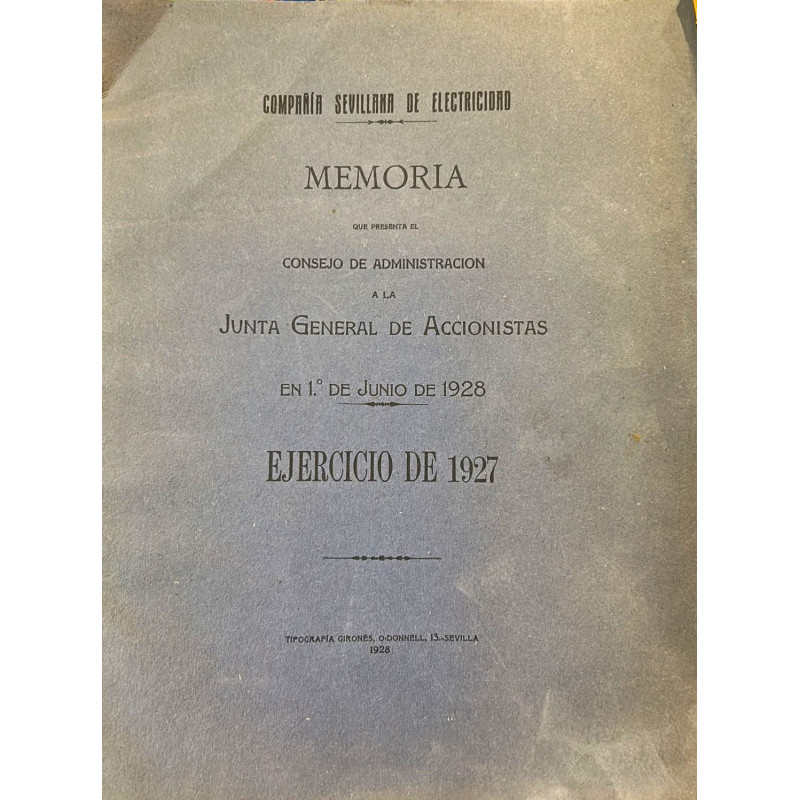 COMPAÑÍA SEVILLANA DE ELECTRICIDAD
MEMORIA
QUE PRESENTA EL
CONSEJO DE ADMINISTRACION
A LA
JUNTA GENERAL DE ACCIONISTAS
EN 1.º DE JUNIO DE 1928
EJERCICIO DE 1927
TIPOGRAFÍA GIRONÉS, O·DONNELL, 13.-SEVILLA
1928